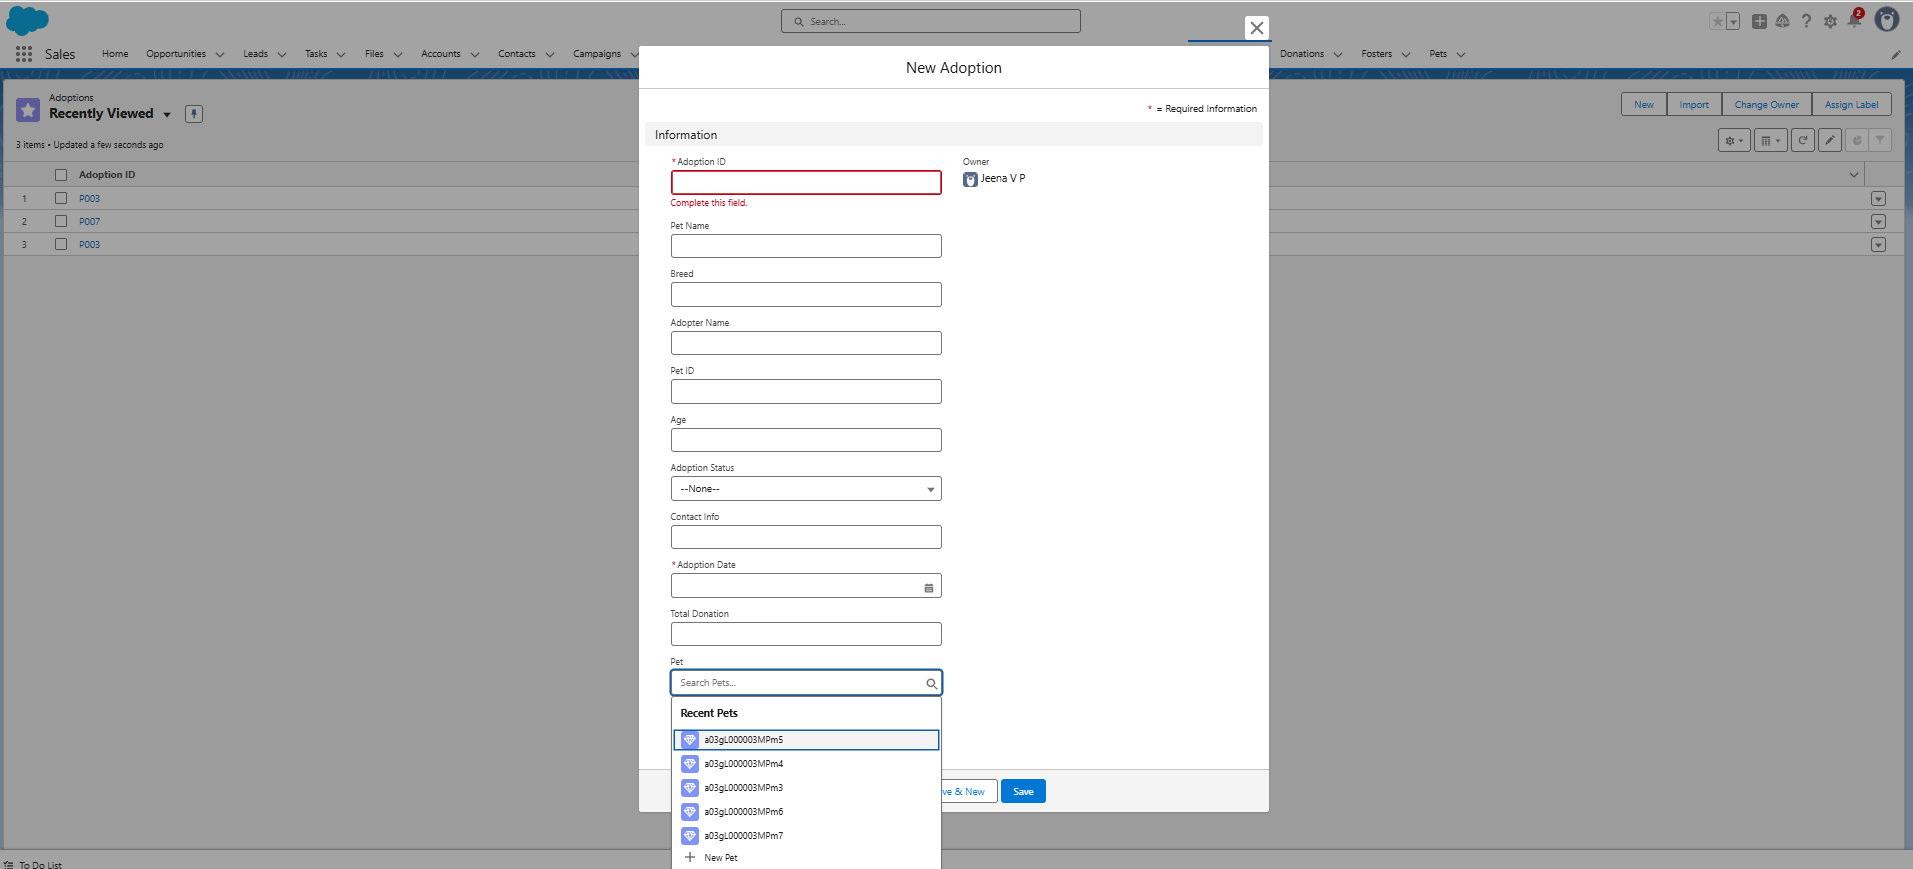 Search...
2
Sales
Home
Opportunities
Leads
Tasks
Files
Accounts
Contacts
Campaigns
Donations
Fosters
Pets
Adoptions
Recently Viewed
3 items • Updated a few seconds ago
New
Import
Change Owner
Assign Label
Adoption ID
1 P003
2 P007
3 P003
New Adoption
* = Required Information
Information
*Adoption ID
Complete this field.
Owner
Jeena V P
Pet Name
Breed
Adopter Name
Pet ID
Age
Adoption Status
--None--
Contact Info
*Adoption Date
Total Donation
Pet
Search Pets...
Recent Pets
a03gL000003MPm5
a03gL000003MPm4
a03gL000003MPm3
a03gL000003MPm6
a03gL000003MPm7
New Pet
ve & New
Save
To Do List